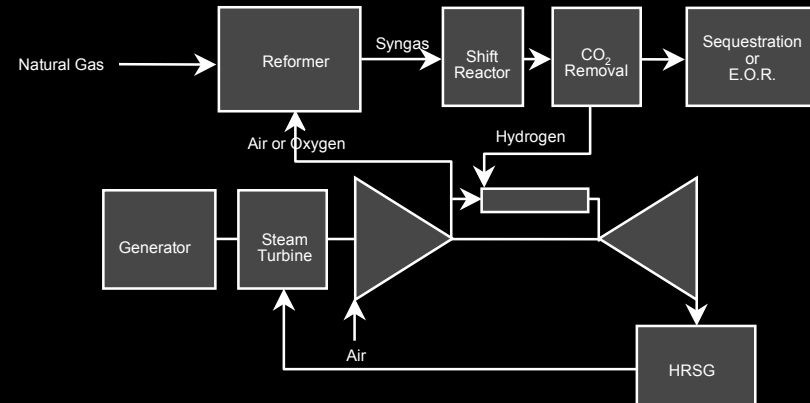 Natural Gas
Reformer
Syngas
Shift
Reactor
CO2
Removal
Sequestration
or
E.O.R.
Air or Oxygen
Hydrogen
Generator
Steam
Turbine
Air
HRSG